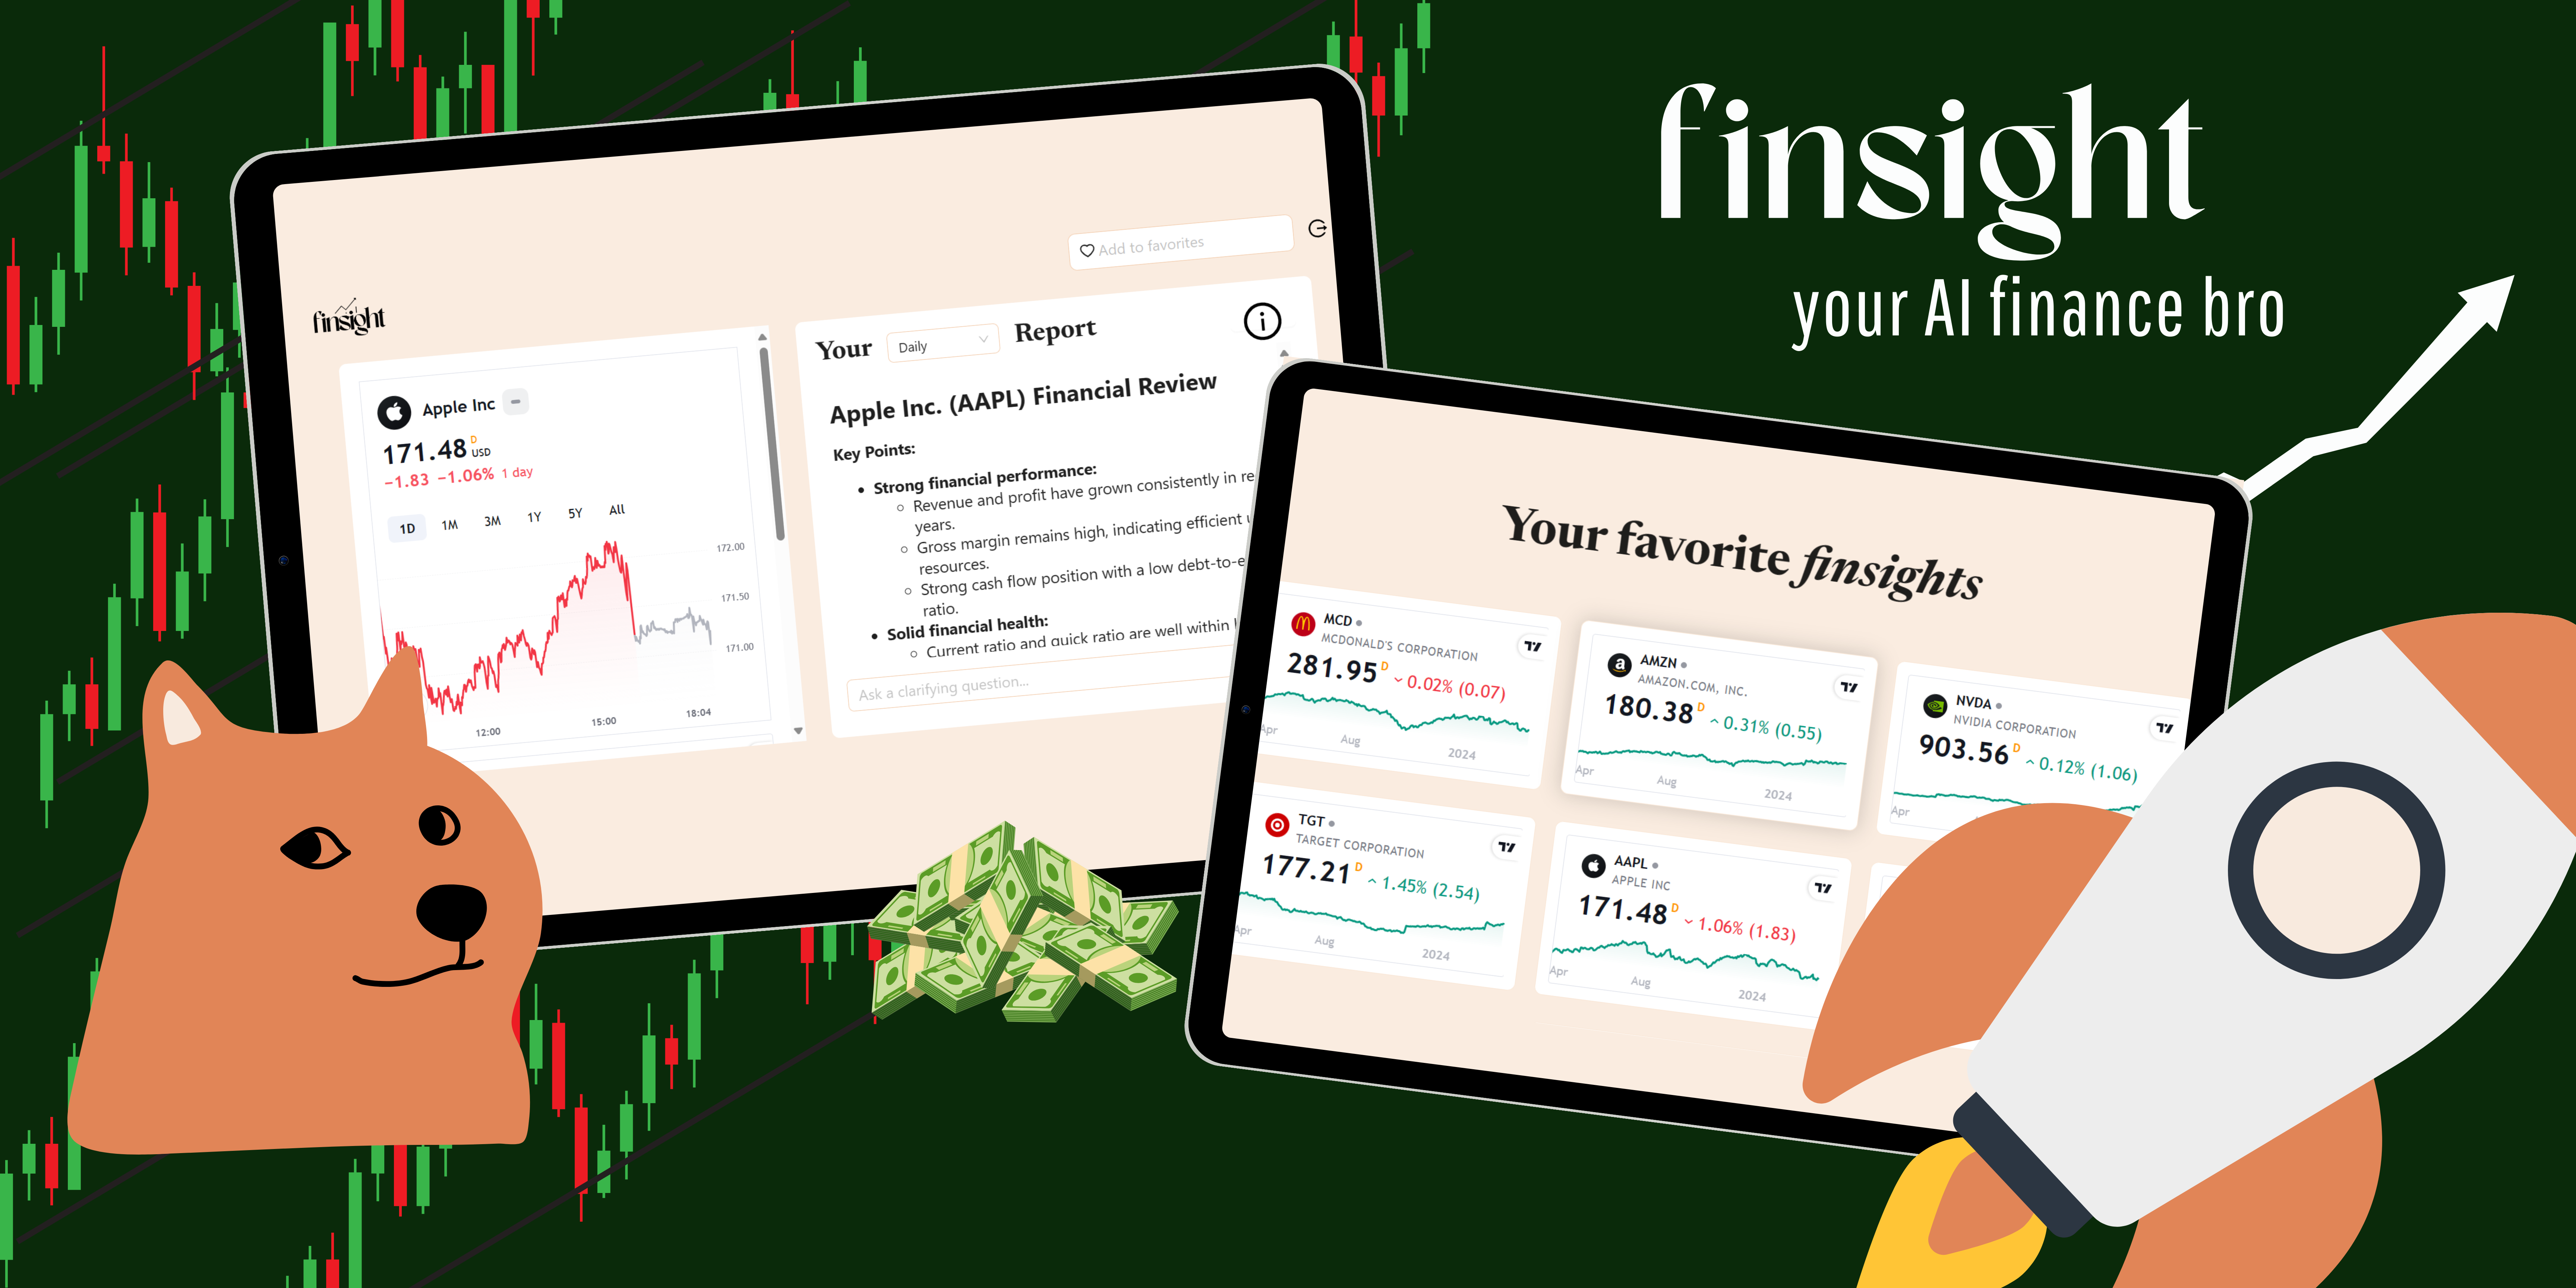 finsight
your AI finance bro
Add to favorites
finsight
Apple Inc
171.48 D USD
−1.83 −1.06% 1 day
1D 1M 3M 1Y 5Y All
172.00
171.50
171.00
12:00 15:00 18:04
Your Daily Report
Apple Inc. (AAPL) Financial Review
Key Points:
• Strong financial performance:
Revenue and profit have grown consistently in
years.
Gross margin remains high, indicating efficient
resources.
Strong cash flow position with a low
ratio.
• Solid financial health:
Current ratio and quick ratio are well within
Ask a clarifying question...
Your favorite finsights
MCD
MCDONALD'S CORPORATION
281.95 D 0.02% (0.07)
Apr Aug 2024
AMZN
AMAZON.COM, INC.
180.38 D 0.31% (0.55)
Apr Aug 2024
NVDA
NVIDIA CORPORATION
903.56 D 0.12% (1.06)
Apr
TGT
TARGET CORPORATION
177.21 D 1.45% (2.54)
Apr Aug 2024
AAPL
APPLE INC
171.48 D 1.06% (1.83)
Apr Aug 2024